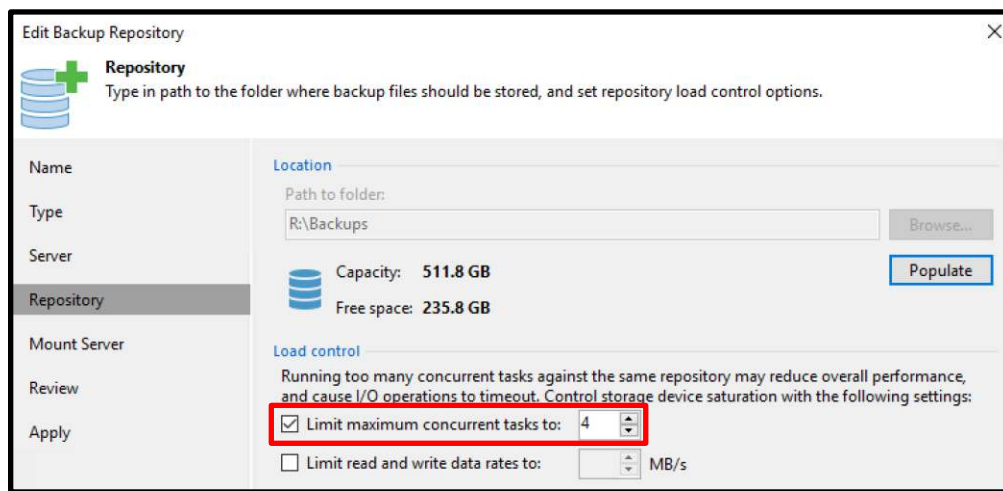 Edit Backup Repository
Repository
Type in path to the folder where backup files should be stored, and set repository load control options.
Name
Type
Server
Repository
Mount Server
Review
Apply
Location
Path to folder:
R:\Backups
Browse...
Capacity: 511.8 GB
Populate
Free space: 235.8 GB
Load control
Running too many concurrent tasks against the same repository may reduce overall performance,
and cause I/O operations to timeout. Control storage device saturation with the following settings:
Limit maximum concurrent tasks to: 4
Limit read and write data rates to: MB/s